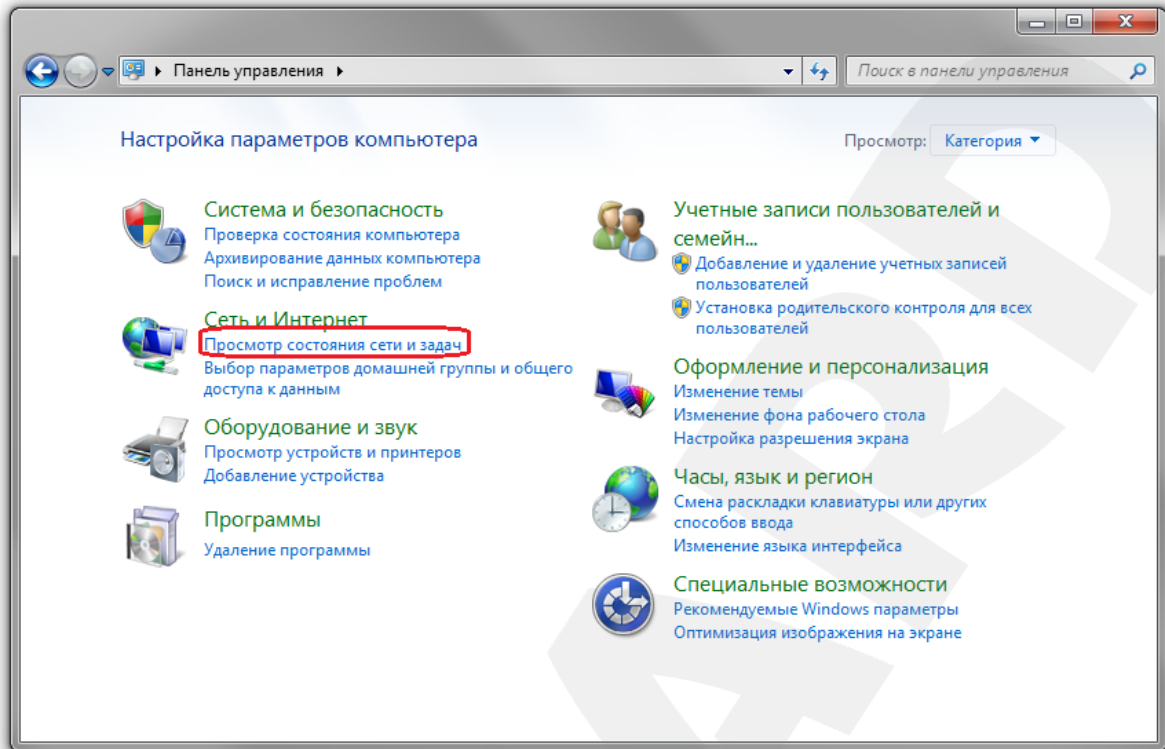 Панель управления
Поиск в панели управления
Настройка параметров компьютера
Просмотр: Категория
Система и безопасность
Проверка состояния компьютера
Архивирование данных компьютера
Поиск и исправление проблем
Сеть и Интернет
Просмотр состояния сети и задач
Выбор параметров домашней группы и общего
доступа к данным
Оборудование и звук
Просмотр устройств и принтеров
Добавление устройства
Программы
Удаление программы
Учетные записи пользователей и
семейн...
Добавление и удаление учетных записей
пользователей
Установка родительского контроля для всех
пользователей
Оформление и персонализация
Изменение темы
Изменение фона рабочего стола
Настройка разрешения экрана
Часы, язык и регион
Смена раскладки клавиатуры или других
способов ввода
Изменение языка интерфейса
Специальные возможности
Рекомендуемые Windows параметры
Оптимизация изображения на экране